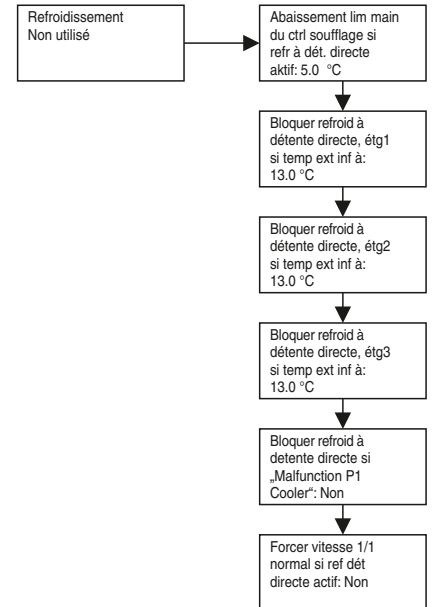 Refroidissement
Non utilisé
Abaissement lim main
du ctrl soufflage si
refr à dét. directe
aktif: 5.0 °C
Bloquer refroid à
détente directe, étg1
si temp ext inf à:
13.0 °C
Bloquer refroid à
détente directe, étg2
si temp ext inf à:
13.0 °C
Bloquer refroid à
détente directe, étg3
si temp ext inf à:
13.0 °C
Bloquer refroid à
detente directe si
„Malfunction P1
Cooler“: Non
Forcer vitesse 1/1
normal si ref dét
directe actif: Non